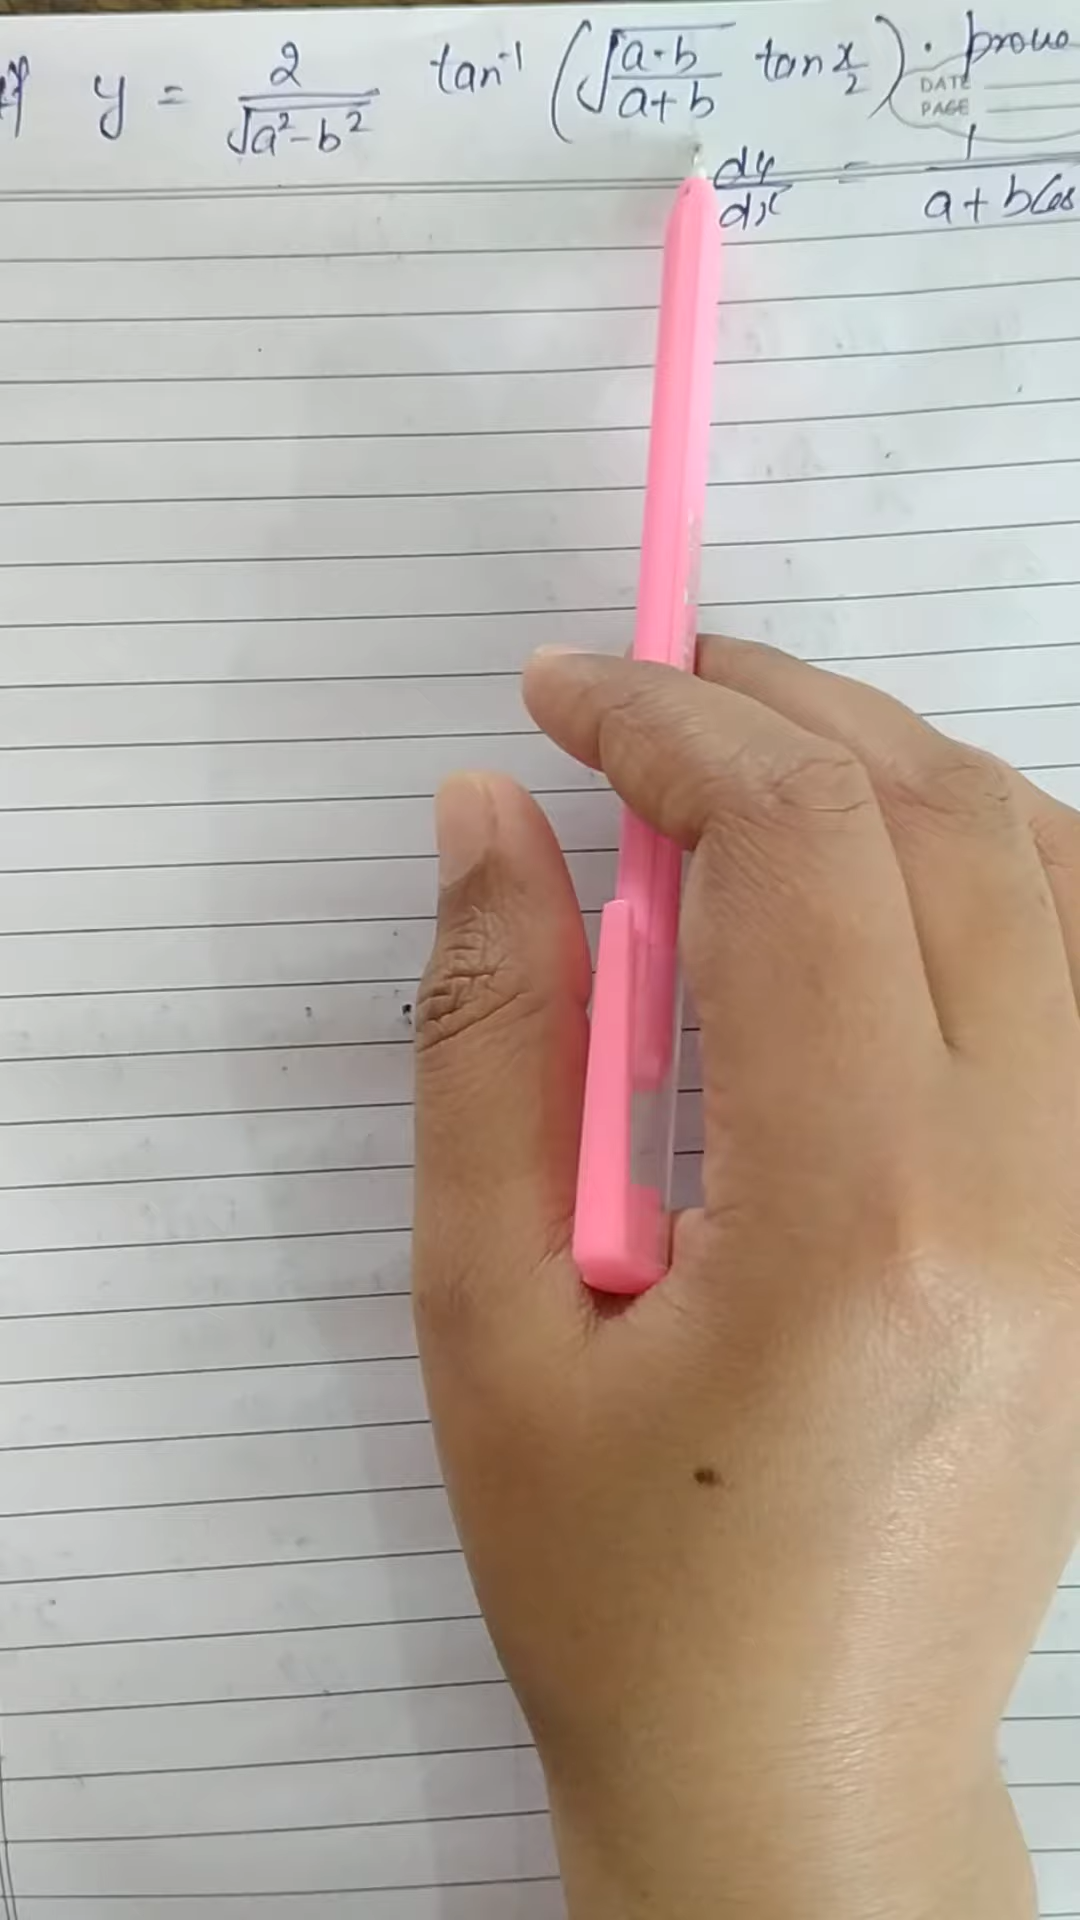 If y = 2/√(a²-b²) tan⁻¹ (√((a-b)/(a+b)) tan x/2). prove
DATE
PAGE
dy/dx = 1/(a+b Cos